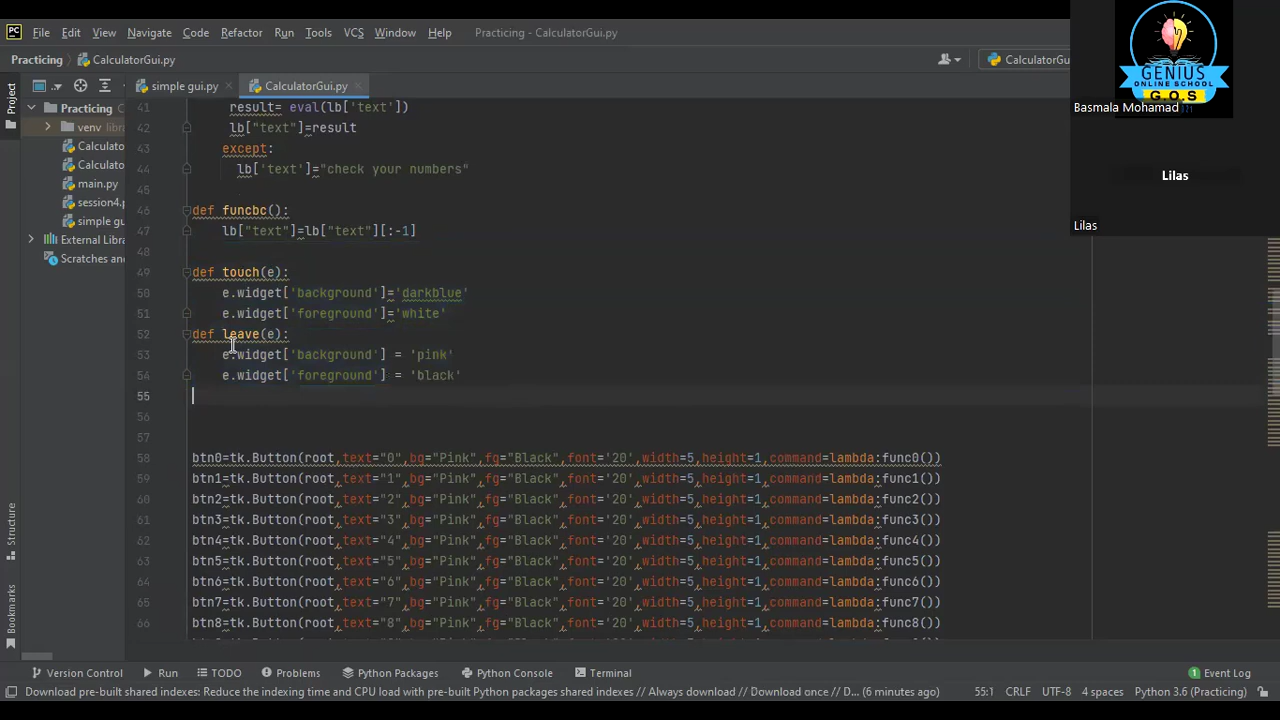 PC File Edit View Navigate Code Refactor Run Tools VCS Window Help Practicing - CalculatorGui.py
Practicing CalculatorGui.py CalculatorGu
GENIUS
ONLINE SCHOOL
G.O.S
Basmala Mohamad
Lilas
Lilas
simple gui.py CalculatorGui.py
Project
Practicing C
venv libra
Calculato
Calculato
main.py
session4.p
simple gu
External Libra
Scratches and
41 result= eval(lb['text'])
42 lb["text"]=result
43 except:
44 lb['text']="check your numbers"
45
46 def funcbc():
47 lb["text"]=lb["text"][:-1]
48
49 def touch(e):
50 e.widget['background']='darkblue'
51 e.widget['foreground']='white'
52 def leave(e):
53 e.widget['background'] = 'pink'
54 e.widget['foreground'] = 'black'
55
56
57
58 btn0=tk.Button(root,text="0",bg="Pink",fg="Black",font='20',width=5,height=1,command=lambda:func0())
59 btn1=tk.Button(root,text="1",bg="Pink",fg="Black",font='20',width=5,height=1,command=lambda:func1())
60 btn2=tk.Button(root,text="2",bg="Pink",fg="Black",font='20',width=5,height=1,command=lambda:func2())
61 btn3=tk.Button(root,text="3",bg="Pink",fg="Black",font='20',width=5,height=1,command=lambda:func3())
62 btn4=tk.Button(root,text="4",bg="Pink",fg="Black",font='20',width=5,height=1,command=lambda:func4())
63 btn5=tk.Button(root,text="5",bg="Pink",fg="Black",font='20',width=5,height=1,command=lambda:func5())
64 btn6=tk.Button(root,text="6",bg="Pink",fg="Black",font='20',width=5,height=1,command=lambda:func6())
65 btn7=tk.Button(root,text="7",bg="Pink",fg="Black",font='20',width=5,height=1,command=lambda:func7())
66 btn8=tk.Button(root,text="8",bg="Pink",fg="Black",font='20',width=5,height=1,command=lambda:func8())
Structure
Bookmarks
Version Control Run TODO Problems Python Packages Python Console Terminal 1 Event Log
Download pre-built shared indexes: Reduce the indexing time and CPU load with pre-built Python packages shared indexes // Always download // Download once // D... (6 minutes ago) 55:1 CRLF UTF-8 4 spaces Python 3.6 (Practicing)